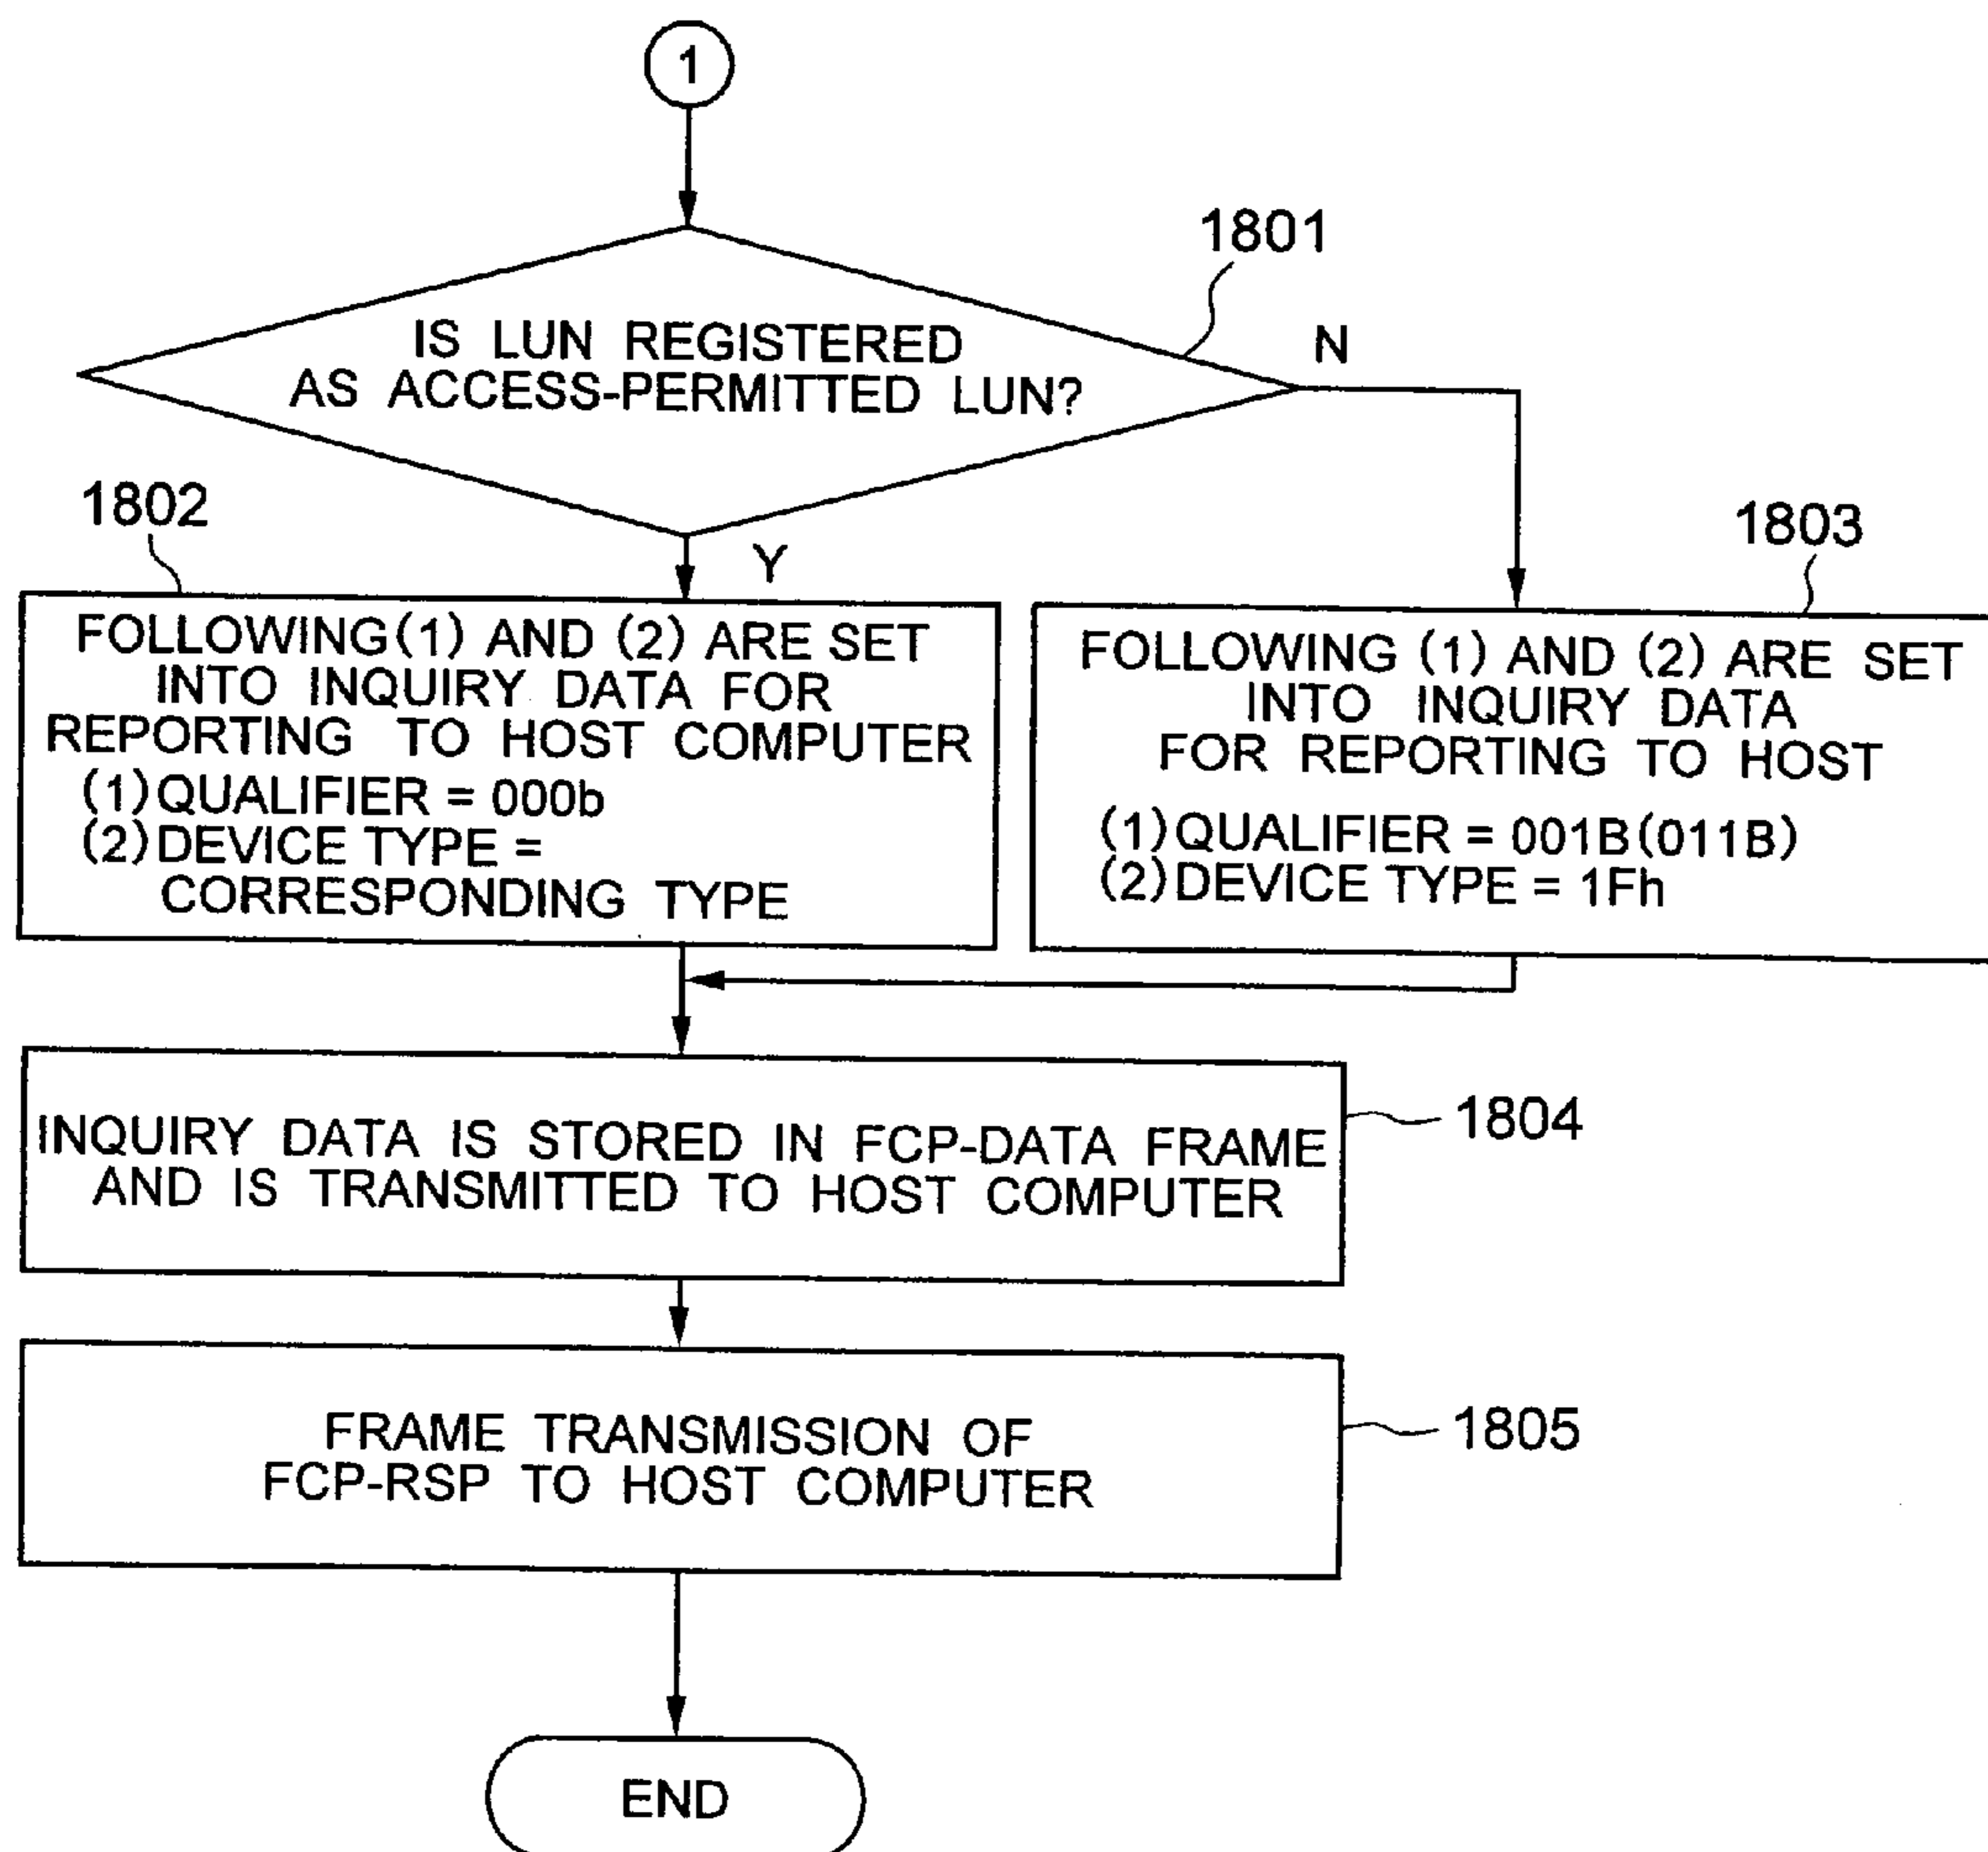 1
1801
IS LUN REGISTERED
AS ACCESS-PERMITTED LUN?
N
1802
Y
1803
FOLLOWING(1) AND (2) ARE SET
INTO INQUIRY DATA FOR
REPORTING TO HOST COMPUTER
(1)QUALIFIER = 000b
(2)DEVICE TYPE =
CORRESPONDING TYPE
FOLLOWING (1) AND (2) ARE SET
INTO INQUIRY DATA
FOR REPORTING TO HOST
(1)QUALIFIER = 001B(011B)
(2)DEVICE TYPE = 1Fh
INQUIRY DATA IS STORED IN FCP-DATA FRAME
AND IS TRANSMITTED TO HOST COMPUTER
1804
FRAME TRANSMISSION OF
FCP-RSP TO HOST COMPUTER
1805
END